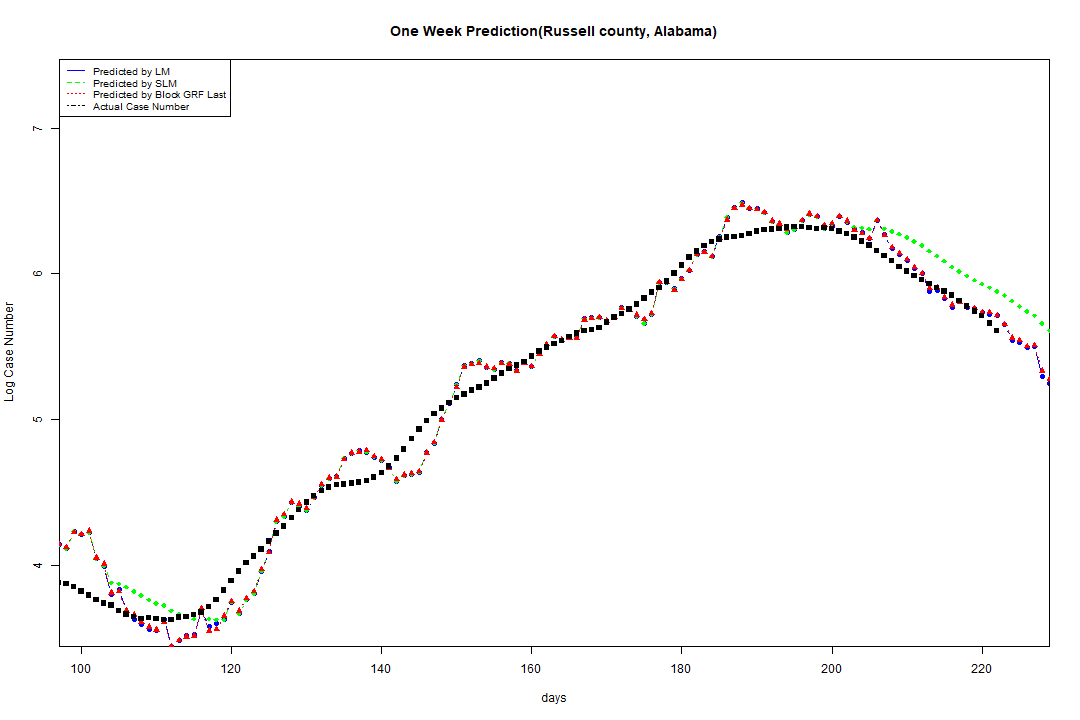 One Week Prediction(Russell county, Alabama)
Predicted by LM
Predicted by SLM
Predicted by Block GRF Last
Actual Case Number
7
6
5
4
Log Case Number
100 120 140 160 180 200 220
days